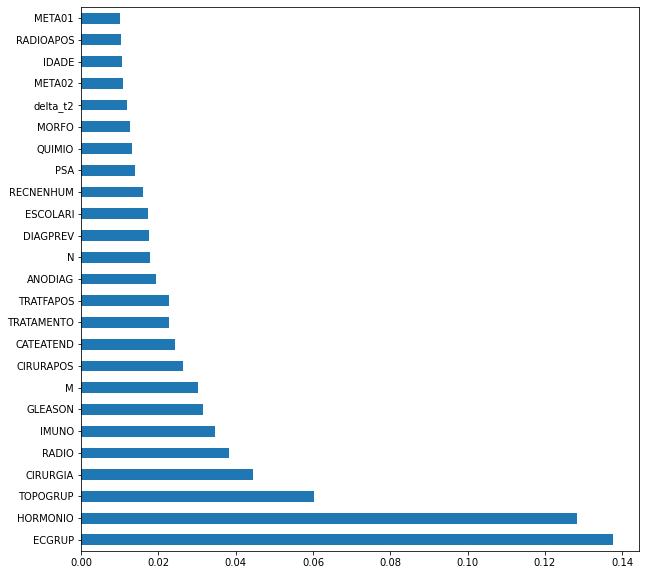 META01
RADIOAPOS
IDADE
META02
delta_t2
MORFO
QUIMIO
PSA
RECNENHUM
ESCOLARI
DIAGPREV
N
ANODIAG
TRATFAPOS
TRATAMENTO
CATEATEND
CIRURAPOS
M
GLEASON
IMUNO
RADIO
CIRURGIA
TOPOGRUP
HORMONIO
ECGRUP
0.00 0.02 0.04 0.06 0.08 0.10 0.12 0.14